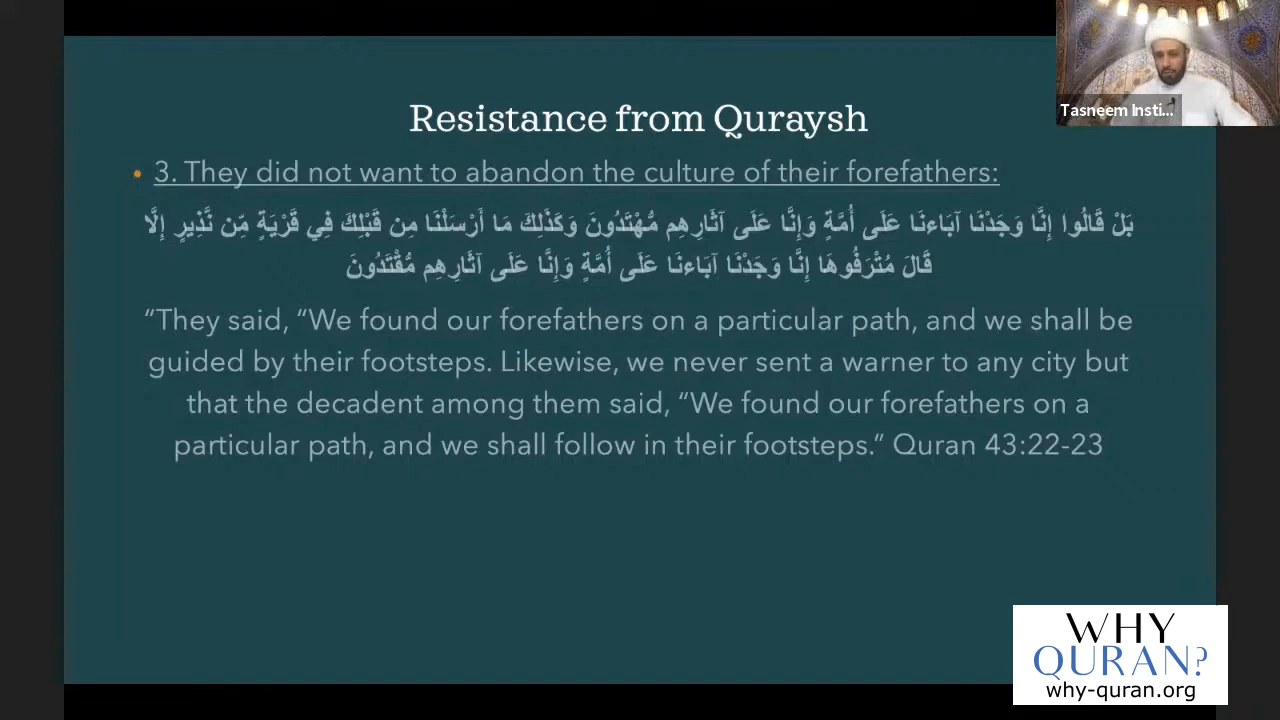 Tasneem Insti...
Resistance from Quraysh
• 3. They did not want to abandon the culture of their forefathers:
بَلْ قَالُوا إِنَّا وَجَدْنَا آبَاءنَا عَلَى أُمَّةٍ وَإِنَّا عَلَى آثَارِهِم مُّهْتَدُونَ وَكَذَلِكَ مَا أَرْسَلْنَا مِن قَبْلِكَ فِي قَرْيَةٍ مِّن نَّذِيرٍ إِلَّا
قَالَ مُتْرَفُوهَا إِنَّا وَجَدْنَا آبَاءنَا عَلَى أُمَّةٍ وَإِنَّا عَلَى آثَارِهِم مُّقْتَدُونَ
“They said, “We found our forefathers on a particular path, and we shall be
guided by their footsteps. Likewise, we never sent a warner to any city but
that the decadent among them said, “We found our forefathers on a
particular path, and we shall follow in their footsteps.” Quran 43:22-23
WHY
QURAN?
why-quran.org